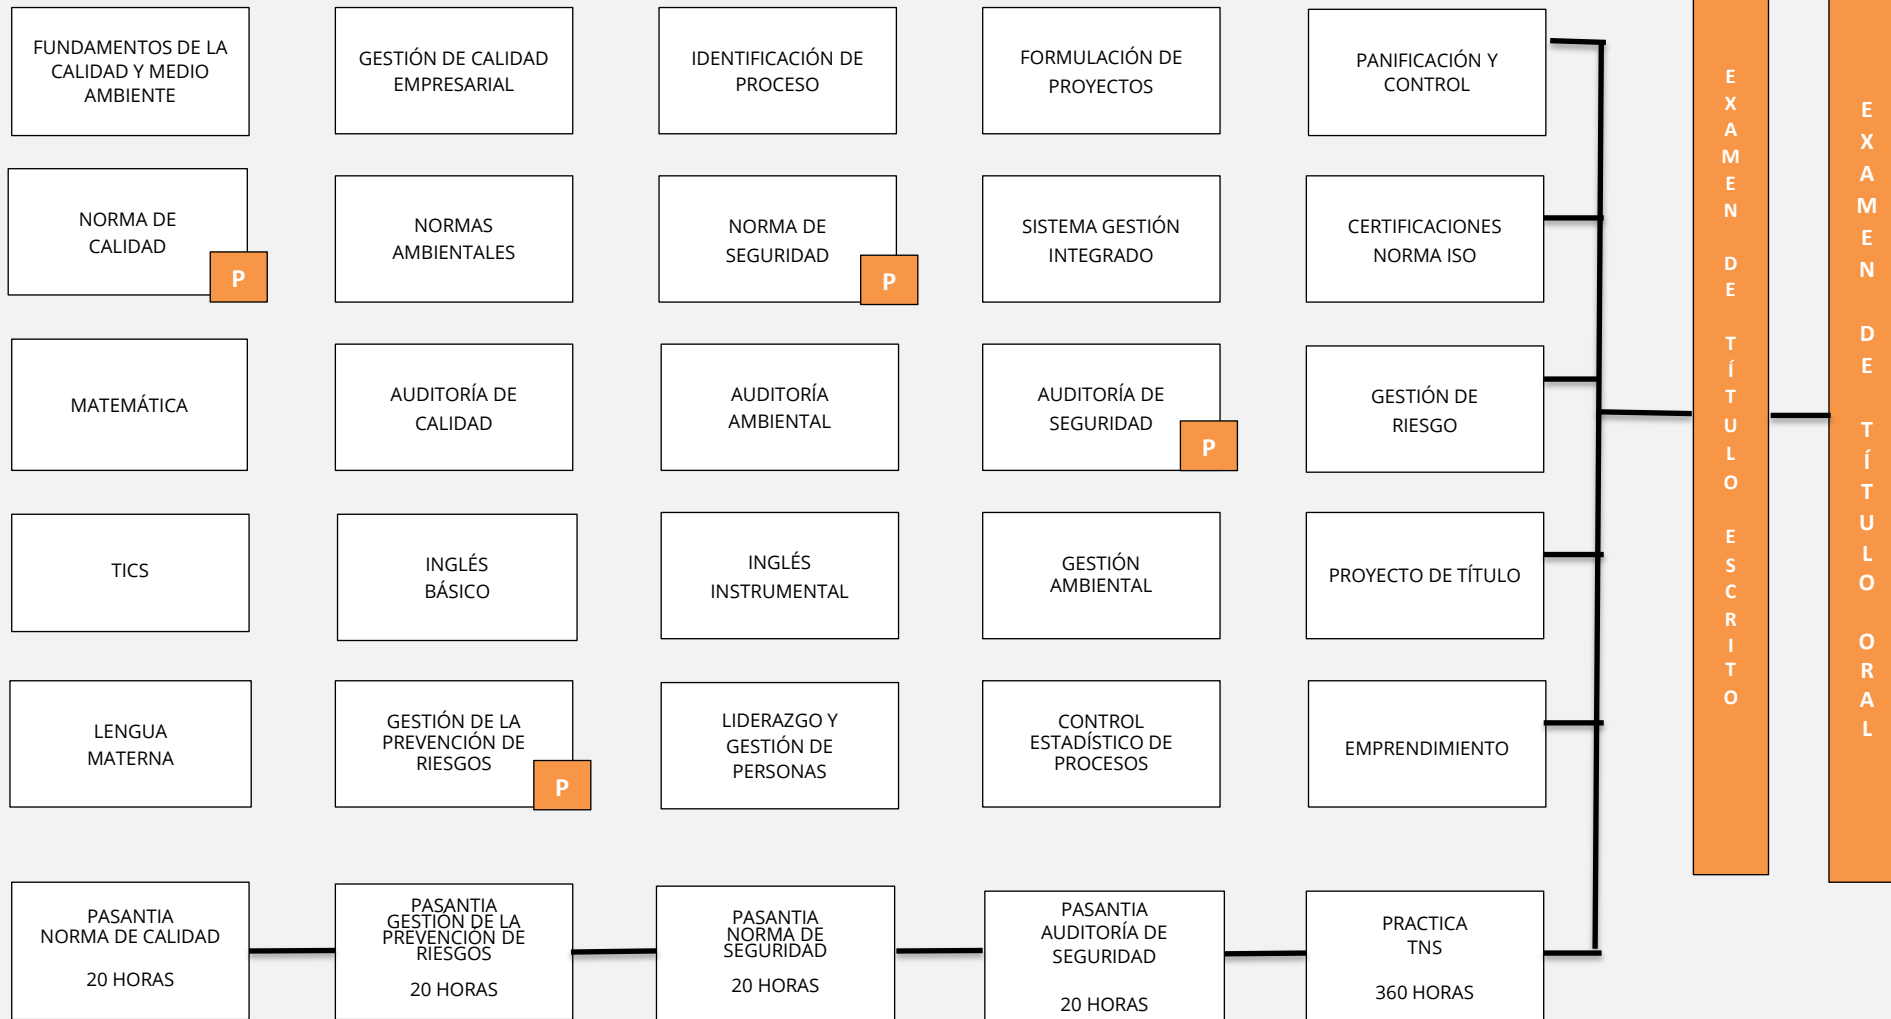 FUNDAMENTOS DE LA
CALIDAD Y MEDIO
AMBIENTE
GESTIÓN DE CALIDAD
EMPRESARIAL
IDENTIFICACIÓN DE
PROCESO
FORMULACIÓN DE
PROYECTOS
PANIFICACIÓN Y
CONTROL
NORMA DE
CALIDAD
P
NORMAS
AMBIENTALES
NORMA DE
SEGURIDAD
P
SISTEMA GESTIÓN
INTEGRADO
CERTIFICACIONES
NORMA ISO
MATEMÁTICA
AUDITORÍA DE
CALIDAD
AUDITORÍA
AMBIENTAL
AUDITORÍA DE
SEGURIDAD
P
GESTIÓN DE
RIESGO
TICS
INGLÉS
BÁSICO
INGLÉS
INSTRUMENTAL
GESTIÓN
AMBIENTAL
PROYECTO DE TÍTULO
LENGUA
MATERNA
GESTIÓN DE LA
PREVENCIÓN DE
RIESGOS
P
LIDERAZGO Y
GESTIÓN DE
PERSONAS
CONTROL
ESTADÍSTICO DE
PROCESOS
EMPRENDIMIENTO
PASANTIA
NORMA DE CALIDAD
20 HORAS
PASANTIA
GESTIÓN DE LA
PREVENCIÓN DE
RIESGOS
20 HORAS
PASANTIA
NORMA DE
SEGURIDAD
20 HORAS
PASANTIA
AUDITORÍA DE
SEGURIDAD
20 HORAS
PRACTICA
TNS
360 HORAS
EXAMEN DE TÍTULO ESCRITO
EXAMEN DE TÍTULO ORAL